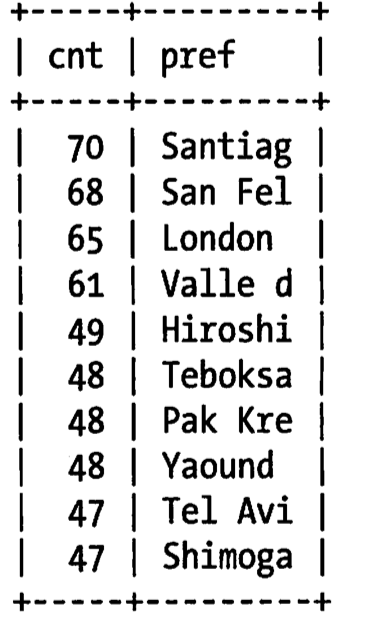 +-----+---------+
| cnt | pref    |
+-----+---------+
|  70 | Santiag |
|  68 | San Fel |
|  65 | London  |
|  61 | Valle d |
|  49 | Hiroshi |
|  48 | Teboksa |
|  48 | Pak Kre |
|  48 | Yaound  |
|  47 | Tel Avi |
|  47 | Shimoga |
+-----+---------+